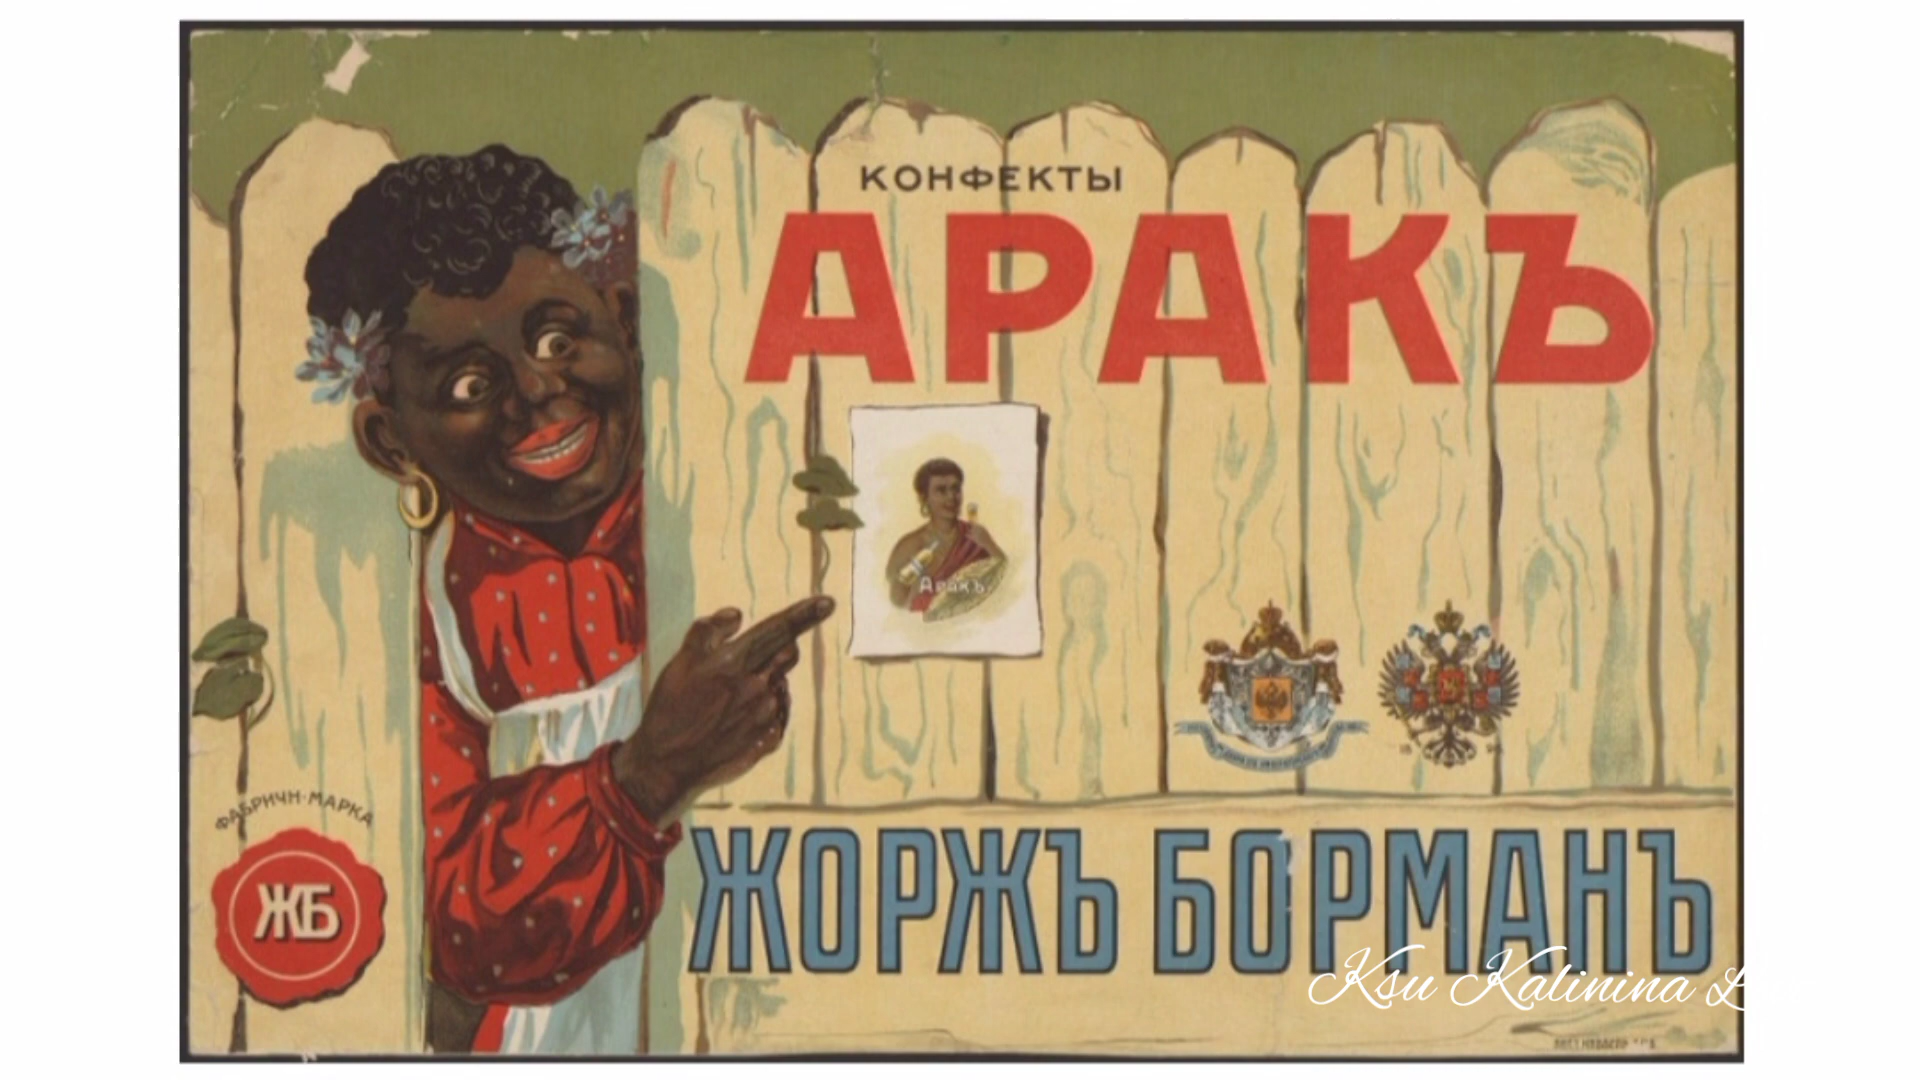 КОНФЕКТЫ
АРАКЪ
Аракъ.
ФАБРИЧН·МАРКА
ЖБ
ЖОРЖЪ БОРМАНЪ
Ksu Kalinina